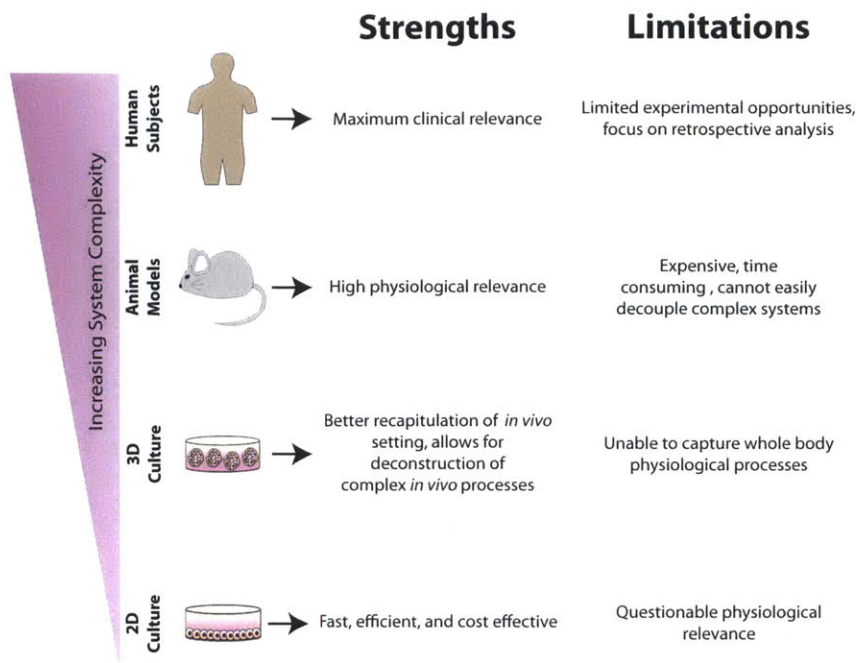 Strengths
Limitations
Increasing System Complexity
Human
Subjects
Maximum clinical relevance
Limited experimental opportunities,
focus on retrospective analysis
Animal
Models
High physiological relevance
Expensive, time
consuming , cannot easily
decouple complex systems
3D
Culture
Better recapitulation of in vivo
setting, allows for
deconstruction of
complex in vivo processes
Unable to capture whole body
physiological processes
2D
Culture
Fast, efficient, and cost effective
Questionable physiological
relevance